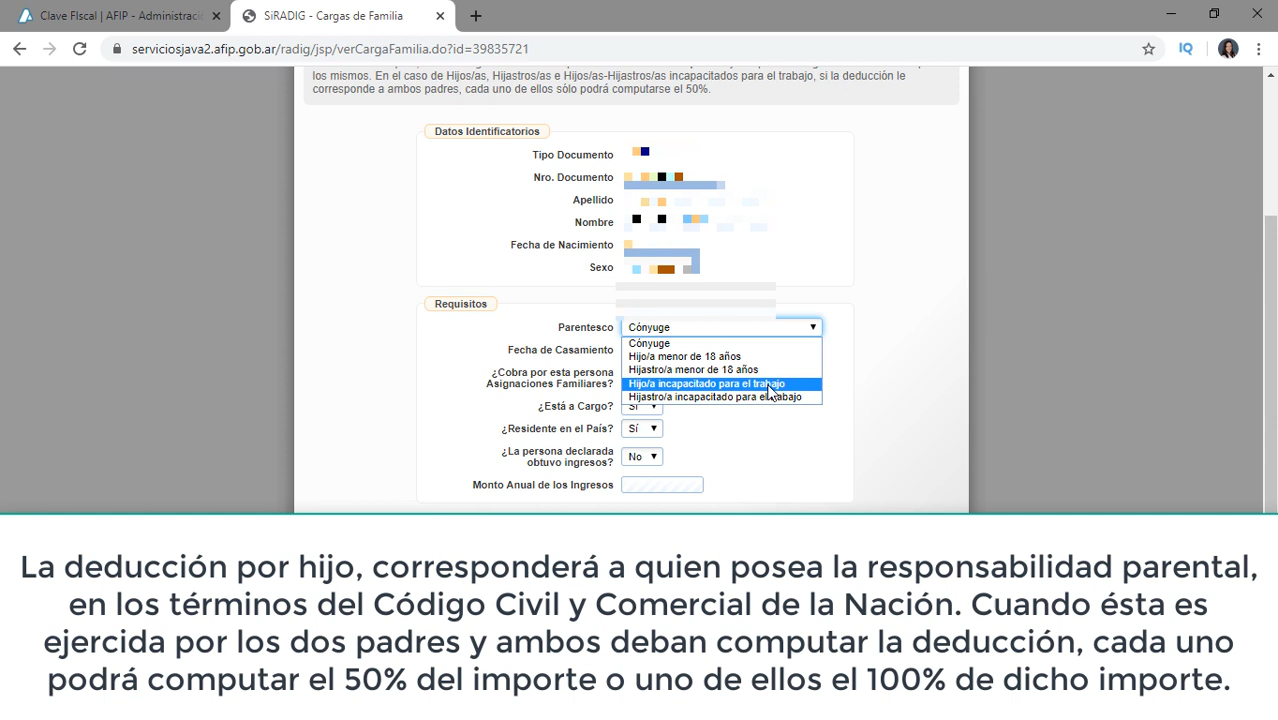 Clave FIscal | AFIP - Administraci
SiRADIG - Cargas de Familia
serviciosjava2.afip.gob.ar/radig/jsp/verCargaFamilia.do?id=39835721
IQ
los mismos. En el caso de Hijos/as, Hijastros/as e Hijos/as-Hijastros/as incapacitados para el trabajo, si la deducción le
corresponde a ambos padres, cada uno de ellos sólo podrá computarse el 50%.
Datos Identificatorios
Tipo Documento
Nro. Documento
Apellido
Nombre
Fecha de Nacimiento
Sexo
Requisitos
Parentesco Cónyuge
Cónyuge
Hijo/a menor de 18 años
Hijastro/a menor de 18 años
Hijo/a incapacitado para el trabajo
Hijastro/a incapacitado para el trabajo
Fecha de Casamiento
¿Cobra por esta persona
Asignaciones Familiares?
¿Está a Cargo? Sí
¿Residente en el País? Sí
¿La persona declarada
obtuvo ingresos? No
Monto Anual de los Ingresos
La deducción por hijo, corresponderá a quien posea la responsabilidad parental,
en los términos del Código Civil y Comercial de la Nación. Cuando ésta es
ejercida por los dos padres y ambos deban computar la deducción, cada uno
podrá computar el 50% del importe o uno de ellos el 100% de dicho importe.